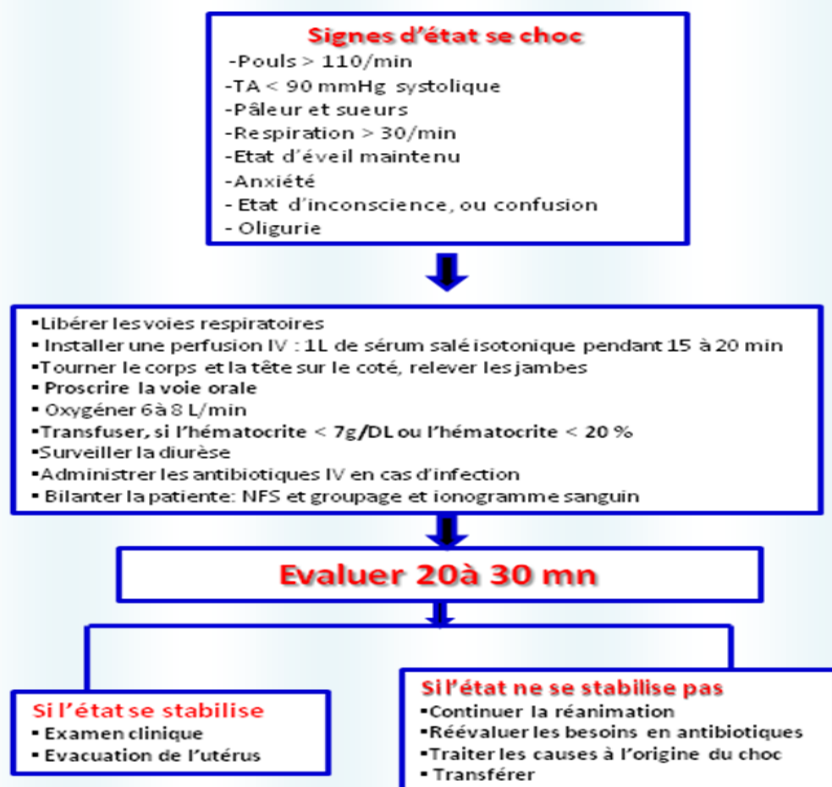 Signes d'état se choc
-Pouls > 110/min
-TA < 90 mmHg systolique
-Pâleur et sueurs
-Respiration > 30/min
-Etat d'éveil maintenu
-Anxiété
- Etat d'inconscience, ou confusion
- Oligurie
▪Libérer les voies respiratoires
▪ Installer une perfusion IV : 1L de sérum salé isotonique pendant 15 à 20 min
▪Tourner le corps et la tête sur le coté, relever les jambes
▪ Proscrire la voie orale
▪ Oxygéner 6 à 8 L/min
▪Transfuser, si l'hématocrite < 7g/DL ou l'hématocrite < 20 %
▪Surveiller la diurèse
▪Administrer les antibiotiques IV en cas d'infection
▪ Bilanter la patiente: NFS et groupage et ionogramme sanguin
Evaluer 20à 30 mn
Si l'état se stabilise
▪ Examen clinique
▪ Evacuation de l'utérus
Si l'état ne se stabilise pas
▪Continuer la réanimation
▪Réévaluer les besoins en antibiotiques
▪Traiter les causes à l'origine du choc
▪ Transférer